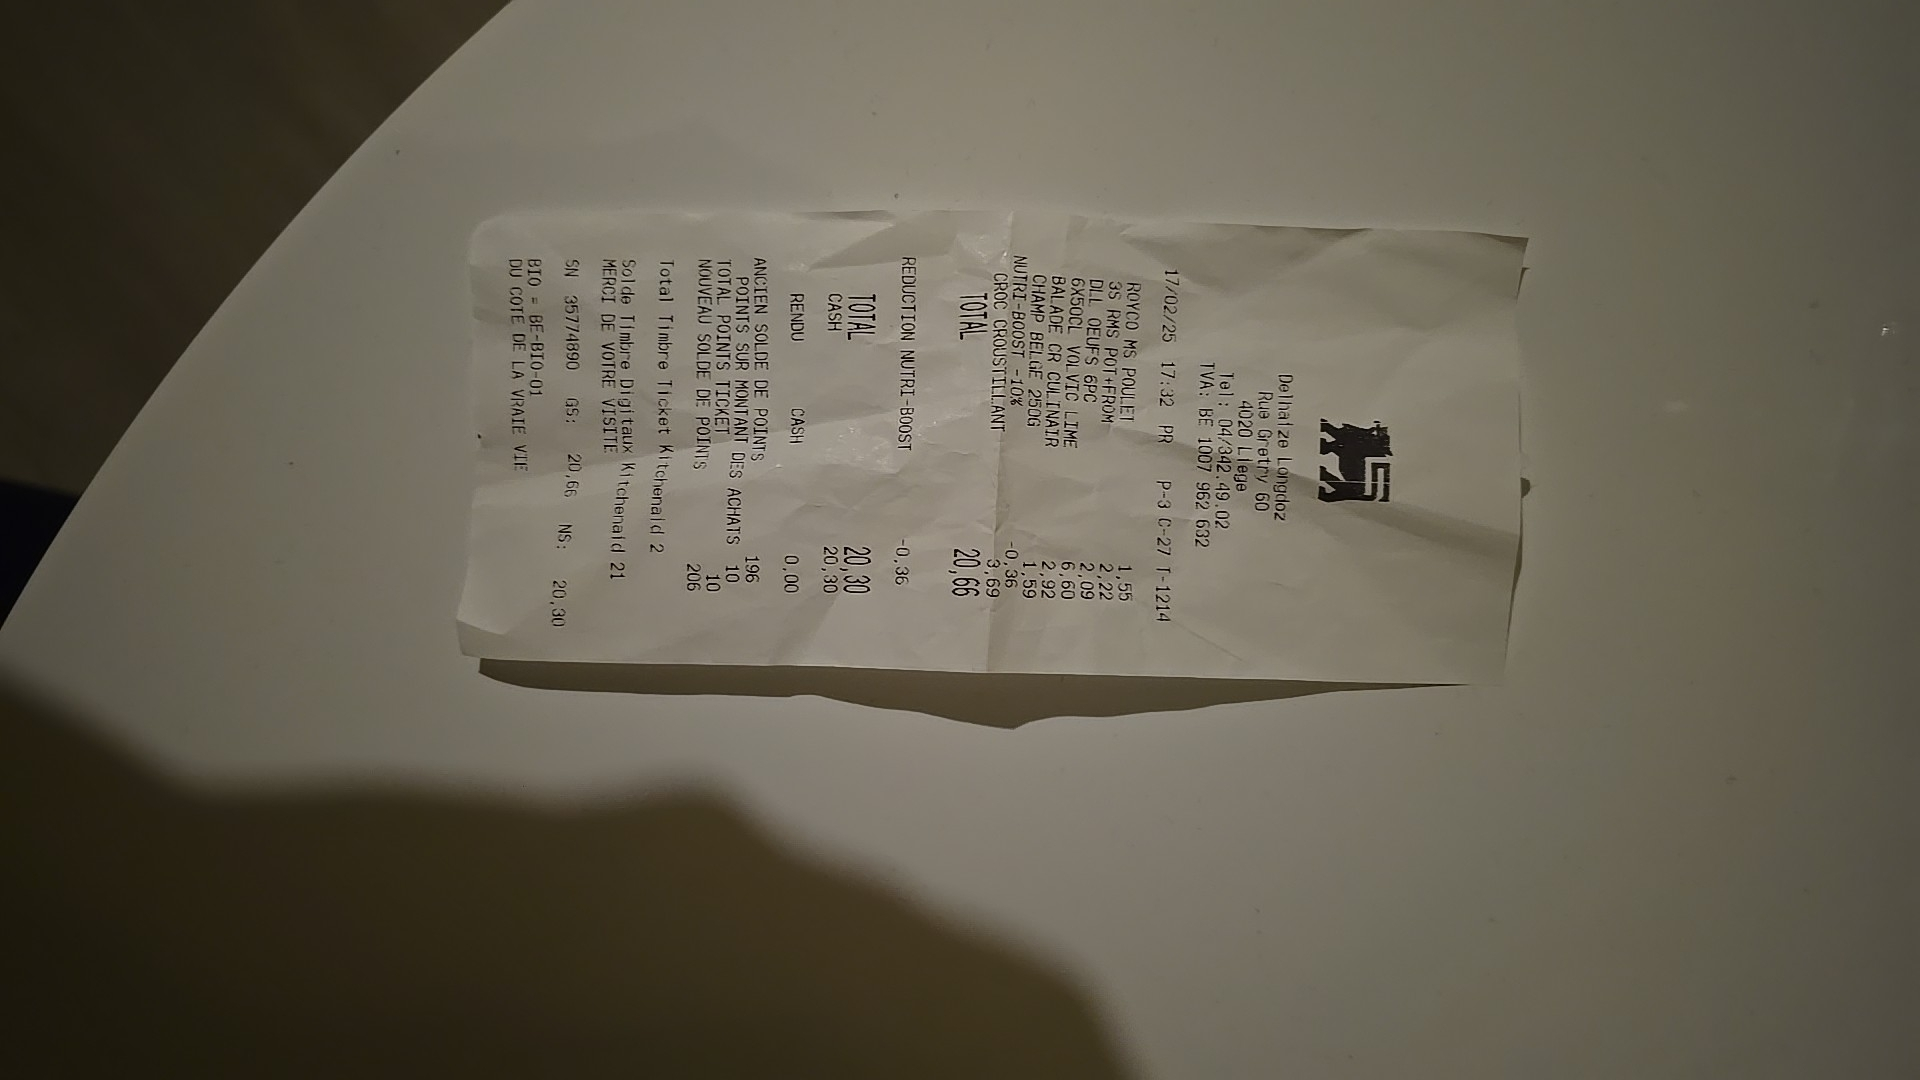 Delhaize Longdoz
Rue Gretry 60
4020 Liege
Tel: 04/342.49.02
TVA: BE 1007 962 632
17/02/25 17:32 PR P-3 C-27 T-1214
ROYCO MS POULET 1,55
3S RMS POT+FROM 2,22
DLL OEUFS 6PC 2,09
6X50CL VOLVIC LIME 6,60
BALADE CR CULINAIR 2,92
CHAMP BELGE 250G 1,59
NUTRI-BOOST -10% -0,36
CROC CROUSTILLANT 3,69
TOTAL 20,66
REDUCTION NUTRI-BOOST -0,36
TOTAL 20,30
CASH 20,30
RENDU CASH 0,00
ANCIEN SOLDE DE POINTS 196
POINTS SUR MONTANT DES ACHATS 10
TOTAL POINTS TICKET 10
NOUVEAU SOLDE DE POINTS 206
Total Timbre Ticket Kitchenaid 2
Solde Timbre Digitaux Kitchenaid 21
MERCI DE VOTRE VISITE
SN 35774890 GS: 20,66 NS: 20,30
BIO = BE-BIO-01
DU COTE DE LA VRAIE VIE